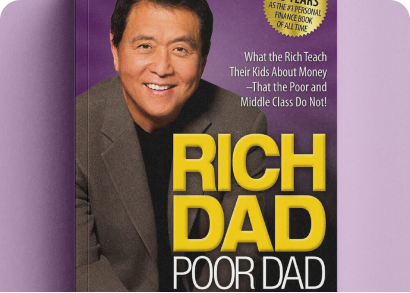 AS THE #1 PERSONAL
FINANCE BOOK
OF ALL TIME
What the Rich Teach
Their Kids About Money
–That the Poor and
Middle Class Do Not!
RICH
DAD
POOR DAD